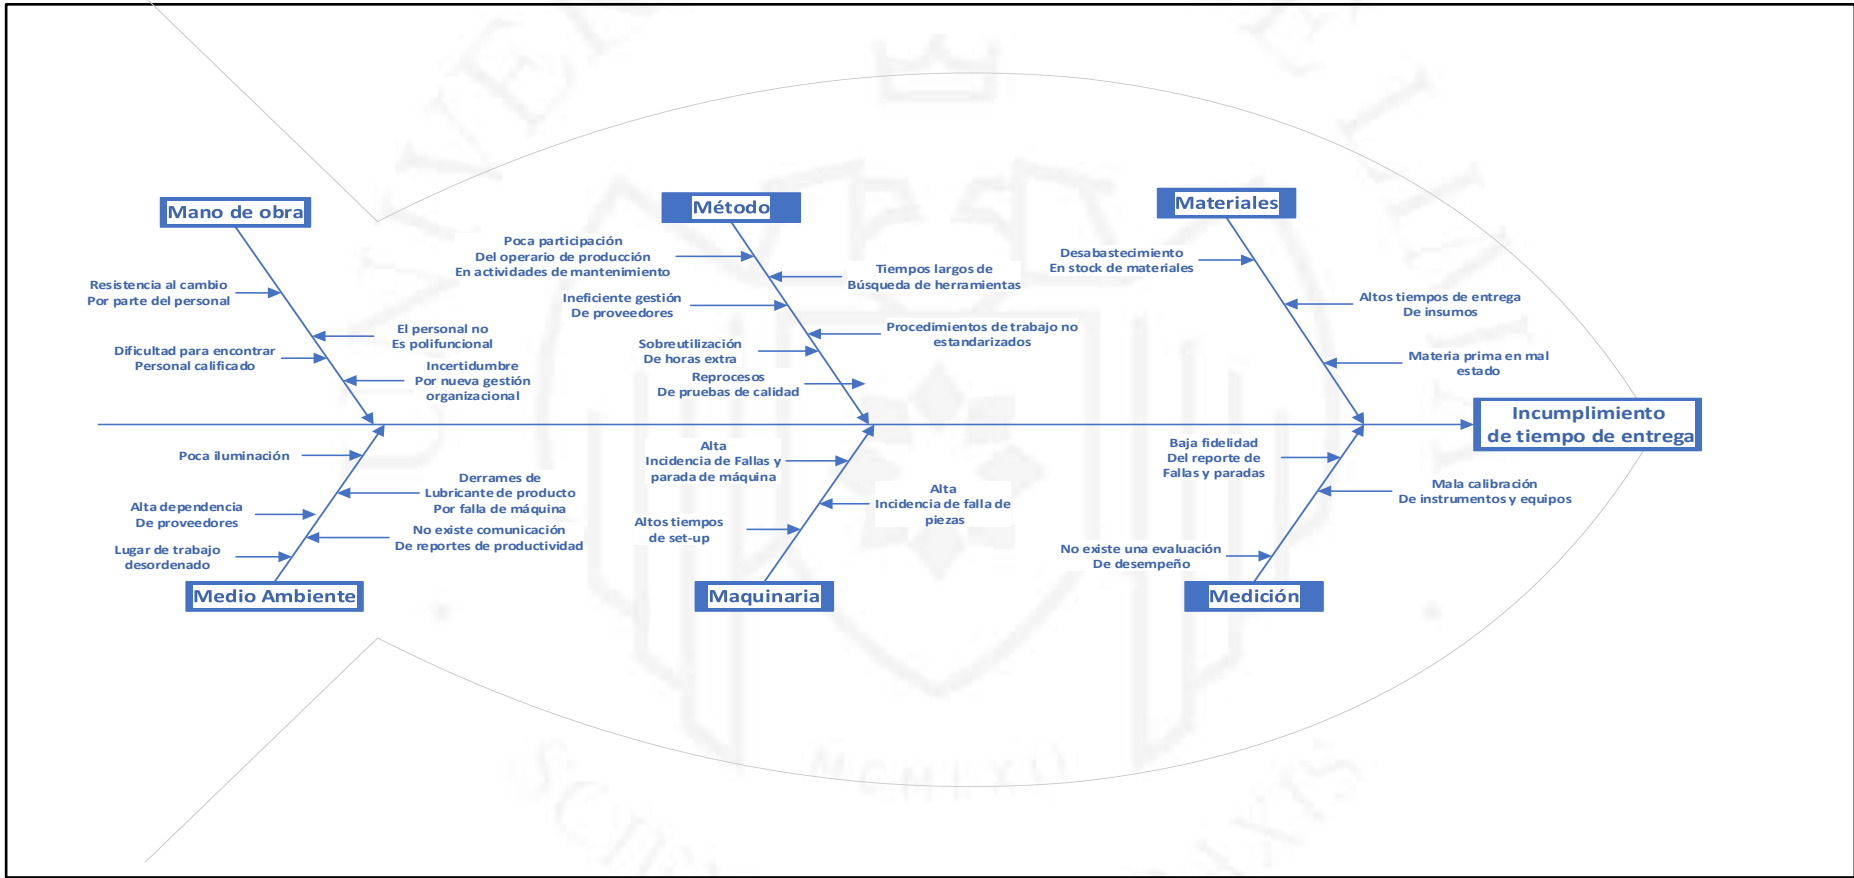 Mano de obra
Resistencia al cambio
Por parte del personal
El personal no
Es polifuncional
Dificultad para encontrar
Personal calificado
Incertidumbre
Por nueva gestión
organizacional
Método
Poca participación
Del operario de producción
En actividades de mantenimiento
Tiempos largos de
Búsqueda de herramientas
Ineficiente gestión
De proveedores
Procedimientos de trabajo no
estandarizados
Sobreutilización
De horas extra
Reprocesos
De pruebas de calidad
Materiales
Desabastecimiento
En stock de materiales
Altos tiempos de entrega
De insumos
Materia prima en mal
estado
Incumplimiento
de tiempo de entrega
Poca iluminación
Derrames de
Lubricante de producto
Por falla de máquina
Alta dependencia
De proveedores
No existe comunicación
De reportes de productividad
Lugar de trabajo
desordenado
Medio Ambiente
Alta
Incidencia de Fallas y
parada de máquina
Alta
Incidencia de falla de
piezas
Altos tiempos
de set-up
Maquinaria
Baja fidelidad
Del reporte de
Fallas y paradas
Mala calibración
De instrumentos y equipos
No existe una evaluación
De desempeño
Medición
MCMLXII